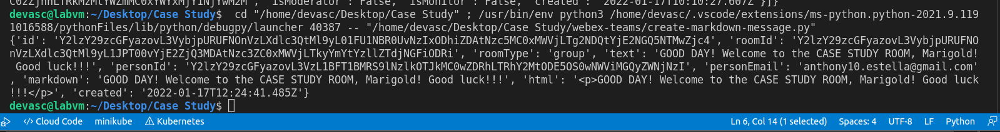 C0zZjhhLTRkM2MtYWZmMC0xYWYxMjY1NjYwM2M', 'isModerator': False, 'isMonitor': False, 'created': '2022-01-17T10:10:27.607Z'}]}
devasc@labvm:~/Desktop/Case Study$  cd "/home/devasc/Desktop/Case Study" ; /usr/bin/env python3 /home/devasc/.vscode/extensions/ms-python.python-2021.9.119
1016588/pythonFiles/lib/python/debugpy/launcher 40387 -- "/home/devasc/Desktop/Case Study/webex-teams/create-markdown-message.py"
{'id': 'Y2lzY29zcGFyazovL3VybjpURUFNOnVzLXdlc3QtMl9yL01FU1NBR0UvNzIxODhiZDAtNzc5MC0xMWVjLTg2NDQtYjE2NGQ5NTMwZjc4', 'roomId': 'Y2lzY29zcGFyazovL3VybjpURUFNO
nVzLXdlc3QtMl9yL1JPT00vYjE2ZjQ3MDAtNzc3ZC0xMWVjLTkyYmYtYzllZTdjNGFiODRi', 'roomType': 'group', 'text': 'GOOD DAY! Welcome to the CASE STUDY ROOM, Marigold!
 Good luck!!!', 'personId': 'Y2lzY29zcGFyazovL3VzL1BFT1BMRS9lNzlkOTJkMC0wZDRhLTRhY2MtODE5OS0wNWViMGQyZWNjNzI', 'personEmail': 'anthony10.estella@gmail.com'
, 'markdown': 'GOOD DAY! Welcome to the CASE STUDY ROOM, Marigold! Good luck!!!', 'html': '<p>GOOD DAY! Welcome to the CASE STUDY ROOM, Marigold! Good luck
!!!</p>', 'created': '2022-01-17T12:24:41.485Z'}
devasc@labvm:~/Desktop/Case Study$
</> Cloud Code minikube Kubernetes Ln 6, Col 14 (1 selected) Spaces: 4 UTF-8 LF Python